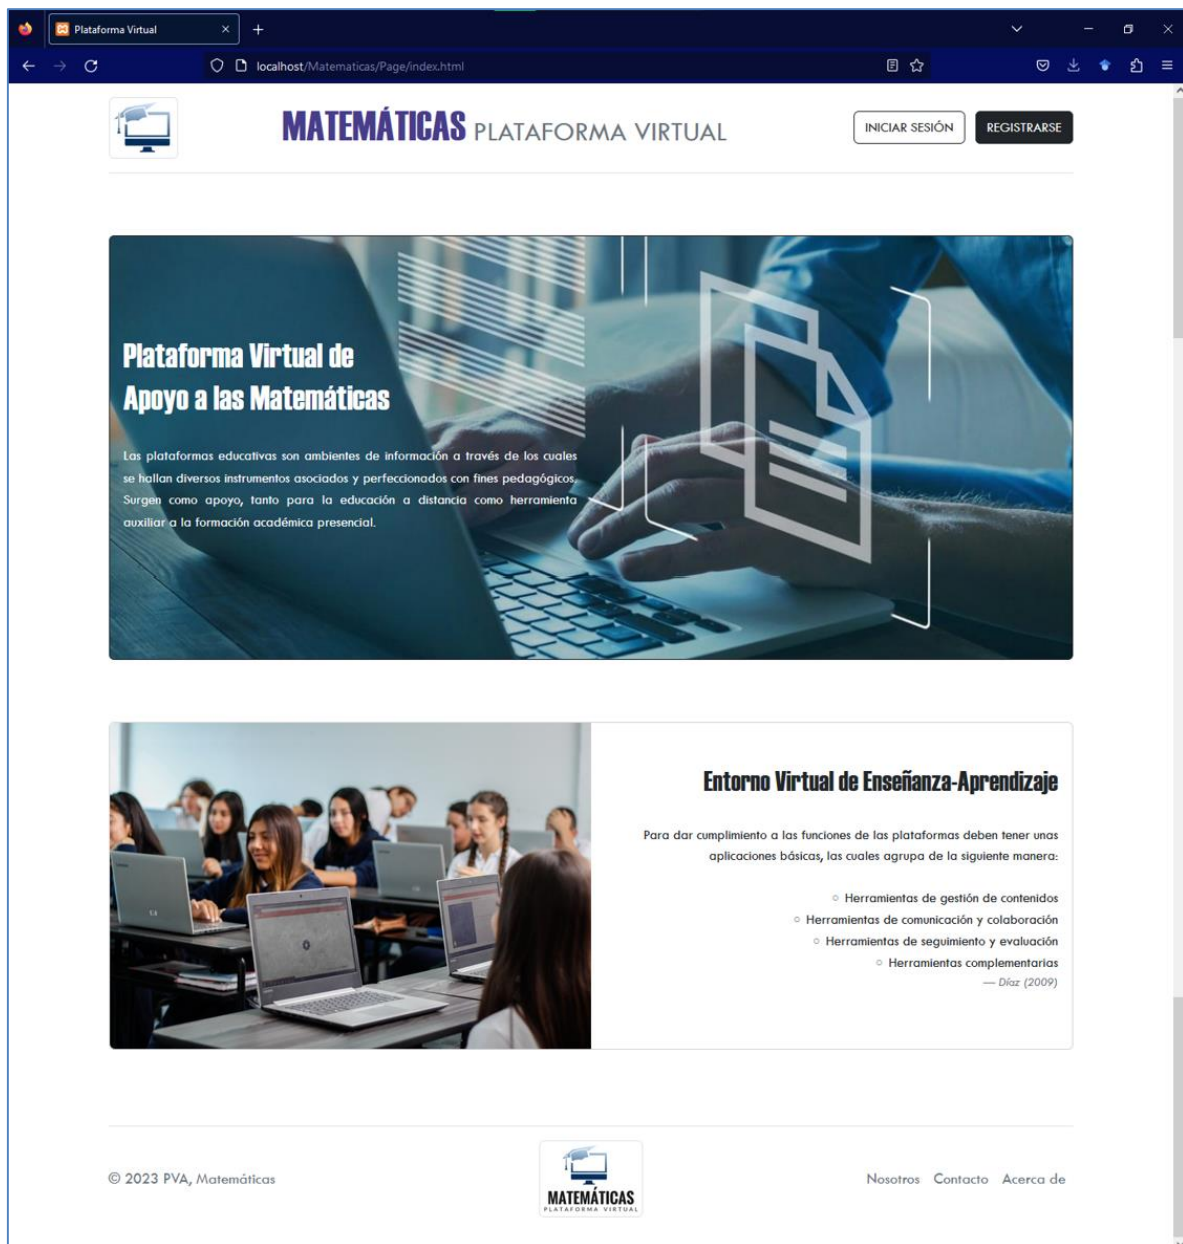 Plataforma Virtual
localhost/Matematicas/Page/index.html
MATEMÁTICAS PLATAFORMA VIRTUAL
INICIAR SESIÓN
REGISTRARSE
Plataforma Virtual de
Apoyo a las Matemáticas
Las plataformas educativas son ambientes de información a través de los cuales
se hallan diversos instrumentos asociados y perfeccionados con fines pedagógicos.
Surgen como apoyo, tanto para la educación a distancia como herramienta
auxiliar a la formación académica presencial.
Entorno Virtual de Enseñanza-Aprendizaje
Para dar cumplimiento a las funciones de las plataformas deben tener unas
aplicaciones básicas, las cuales agrupa de la siguiente manera:
○ Herramientas de gestión de contenidos
○ Herramientas de comunicación y colaboración
○ Herramientas de seguimiento y evaluación
○ Herramientas complementarias
— Díaz (2009)
© 2023 PVA, Matemáticas
MATEMÁTICAS
PLATAFORMA VIRTUAL
Nosotros Contacto Acerca de